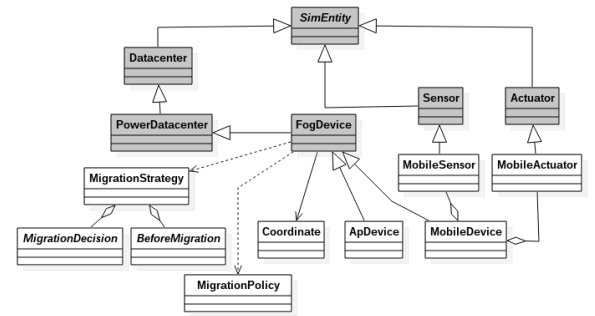 SimEntity
Datacenter
Sensor
Actuator
PowerDatacenter
FogDevice
MigrationStrategy
MobileSensor
MobileActuator
MigrationDecision
BeforeMigration
Coordinate
ApDevice
MobileDevice
MigrationPolicy